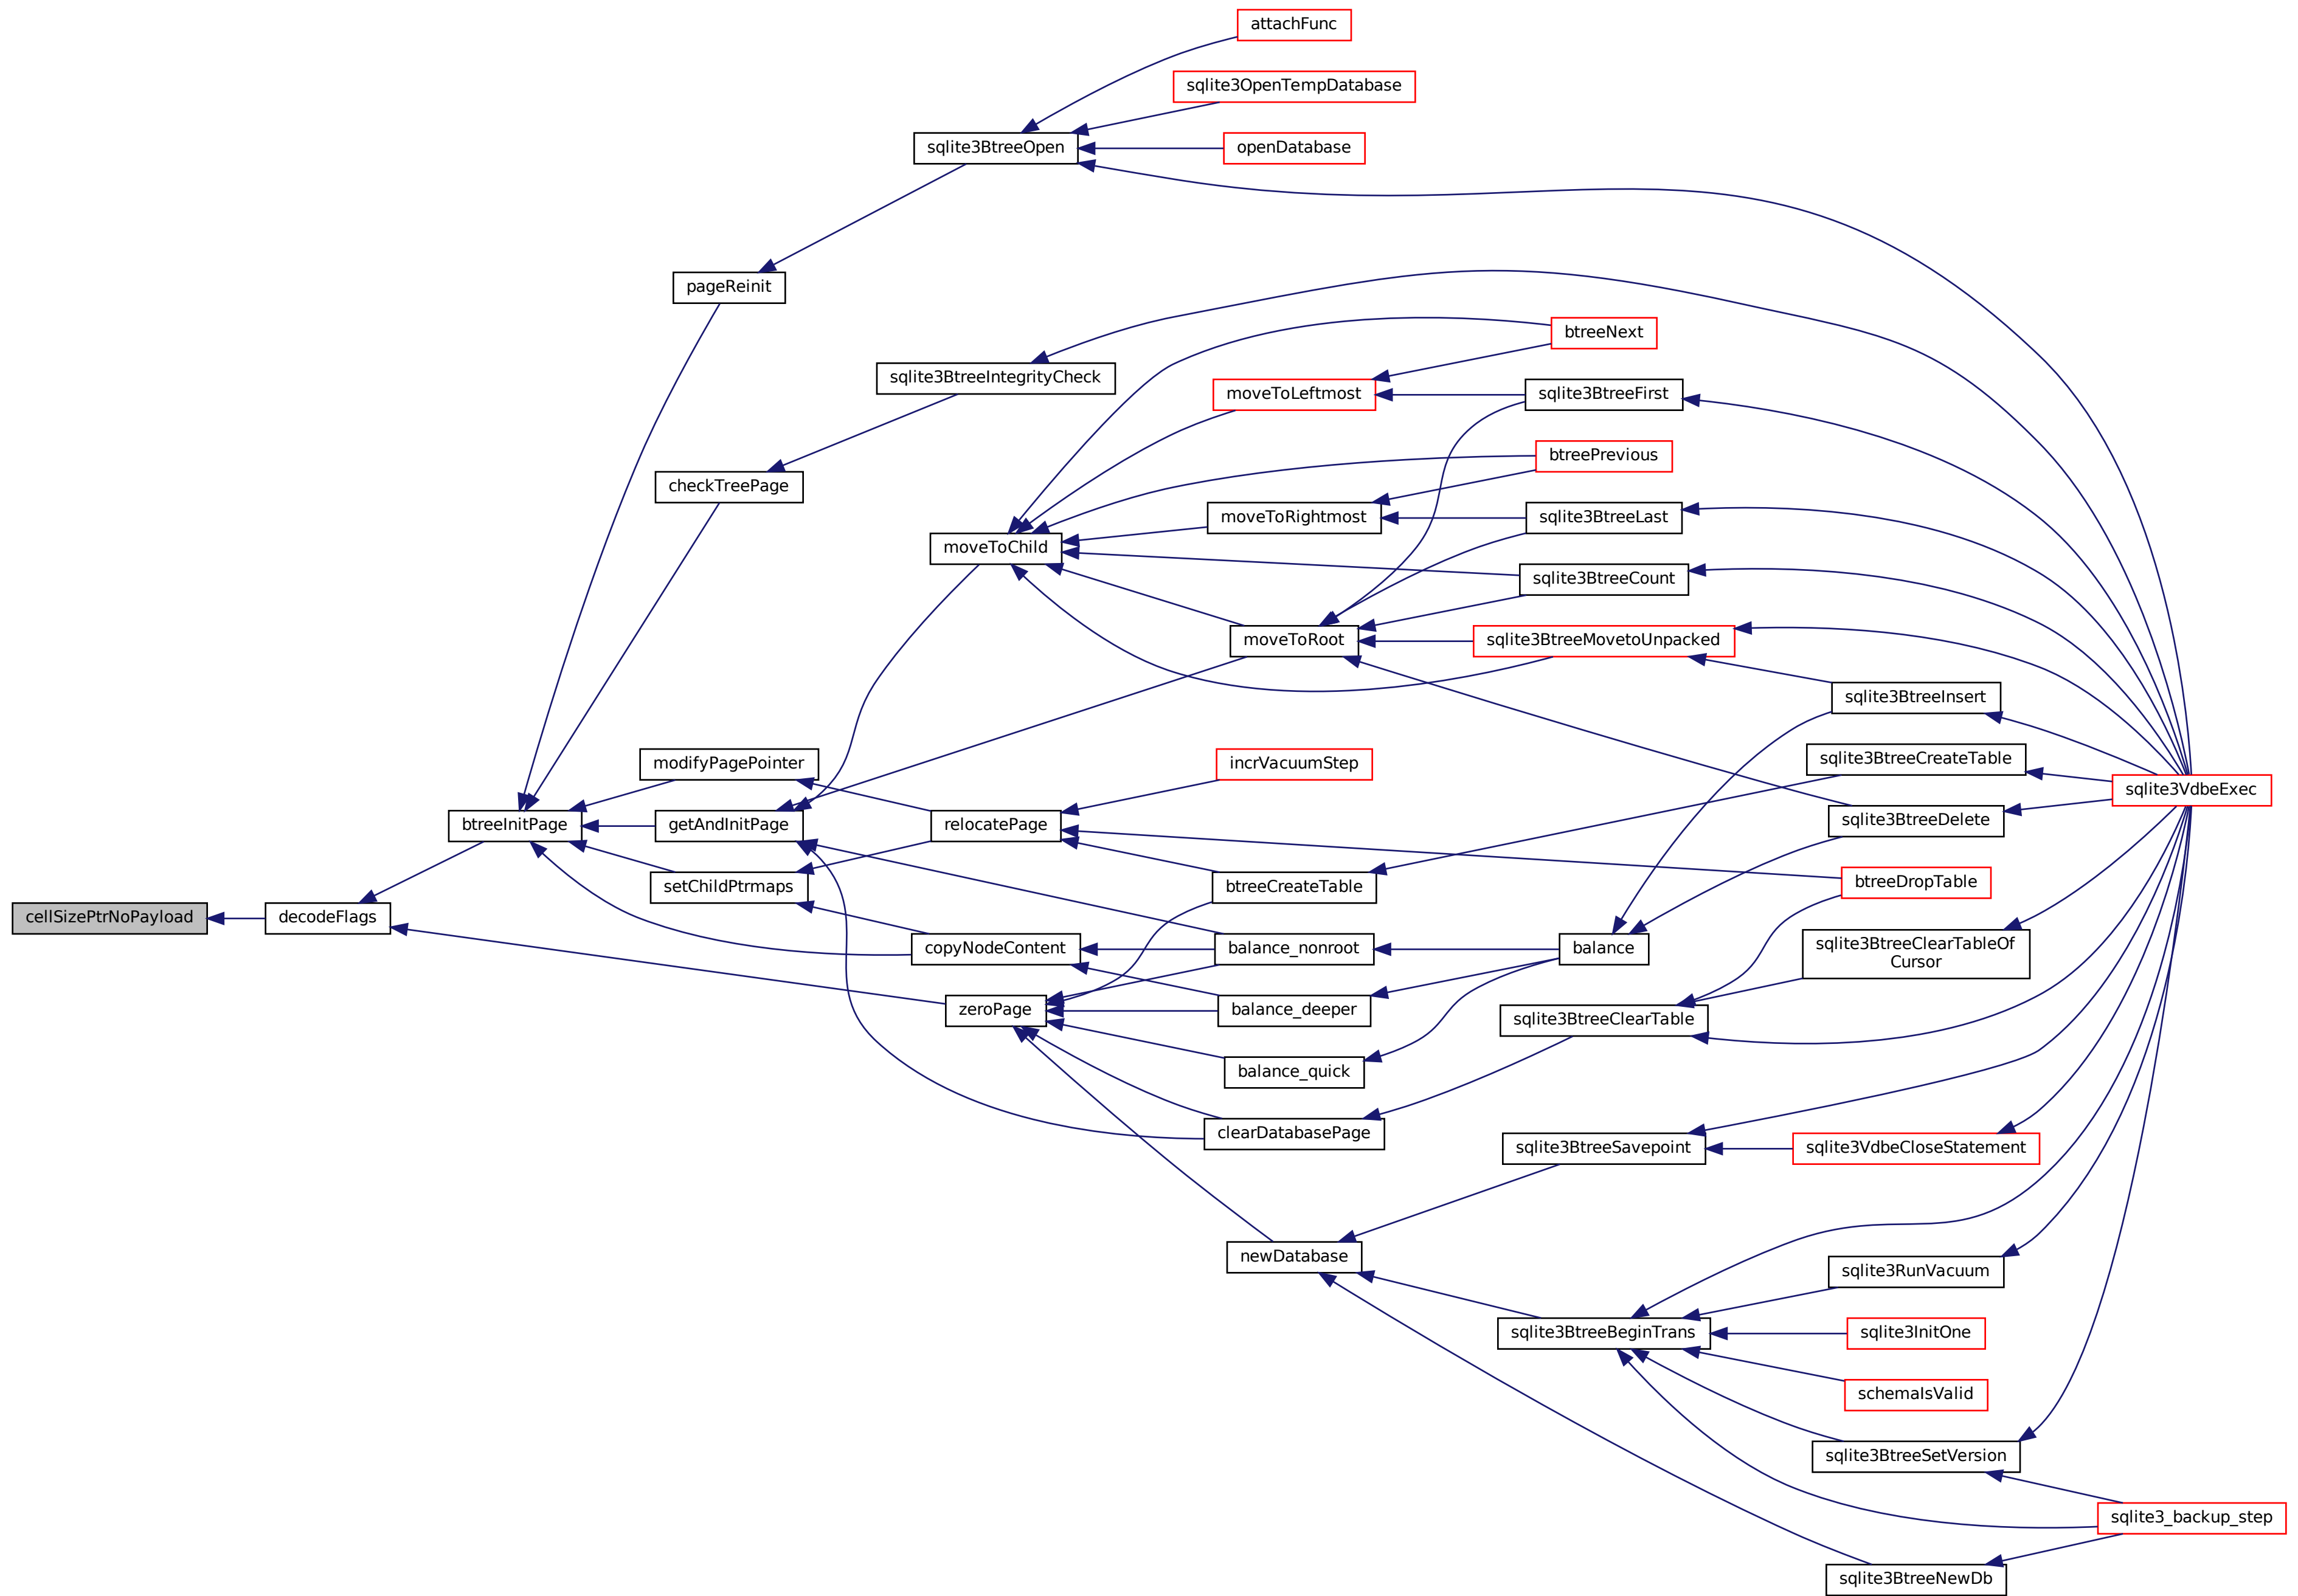 attachFunc
sqlite3OpenTempDatabase
sqlite3BtreeOpen
openDatabase
pageReinit
btreeNext
sqlite3BtreeIntegrityCheck
moveToLeftmost
sqlite3BtreeFirst
btreePrevious
checkTreePage
moveToRightmost
sqlite3BtreeLast
moveToChild
sqlite3BtreeCount
moveToRoot
sqlite3BtreeMovetoUnpacked
sqlite3BtreeInsert
modifyPagePointer
incrVacuumStep
sqlite3BtreeCreateTable
sqlite3VdbeExec
btreeInitPage
getAndInitPage
relocatePage
sqlite3BtreeDelete
setChildPtrmaps
btreeCreateTable
btreeDropTable
cellSizePtrNoPayload
decodeFlags
copyNodeContent
balance_nonroot
balance
sqlite3BtreeClearTableOf
Cursor
zeroPage
balance_deeper
sqlite3BtreeClearTable
balance_quick
clearDatabasePage
sqlite3BtreeSavepoint
sqlite3VdbeCloseStatement
newDatabase
sqlite3RunVacuum
sqlite3BtreeBeginTrans
sqlite3InitOne
schemaIsValid
sqlite3BtreeSetVersion
sqlite3_backup_step
sqlite3BtreeNewDb